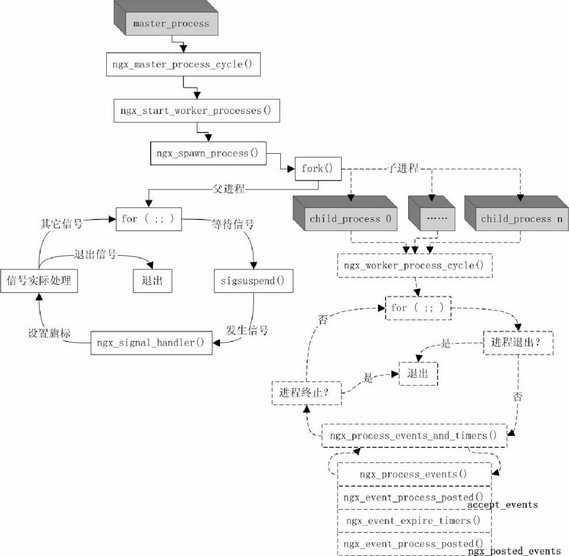 master_process
ngx_master_process_cycle()
ngx_start_worker_processes()
ngx_spawn_process()
fork()
子进程
父进程
child_process 0
……
child_process n
其它信号
for ( ;; )
等待信号
退出信号
信号实际处理
退出
sigsuspend()
设置旗标
发生信号
ngx_signal_handler()
ngx_worker_process_cycle()
for ( ;; )
否
是
进程退出?
退出
进程终止?
是
否
ngx_process_events_and_timers()
ngx_process_events()
ngx_event_process_posted()
accept_events
ngx_event_expire_timers()
ngx_event_process_posted()
ngx_posted_events